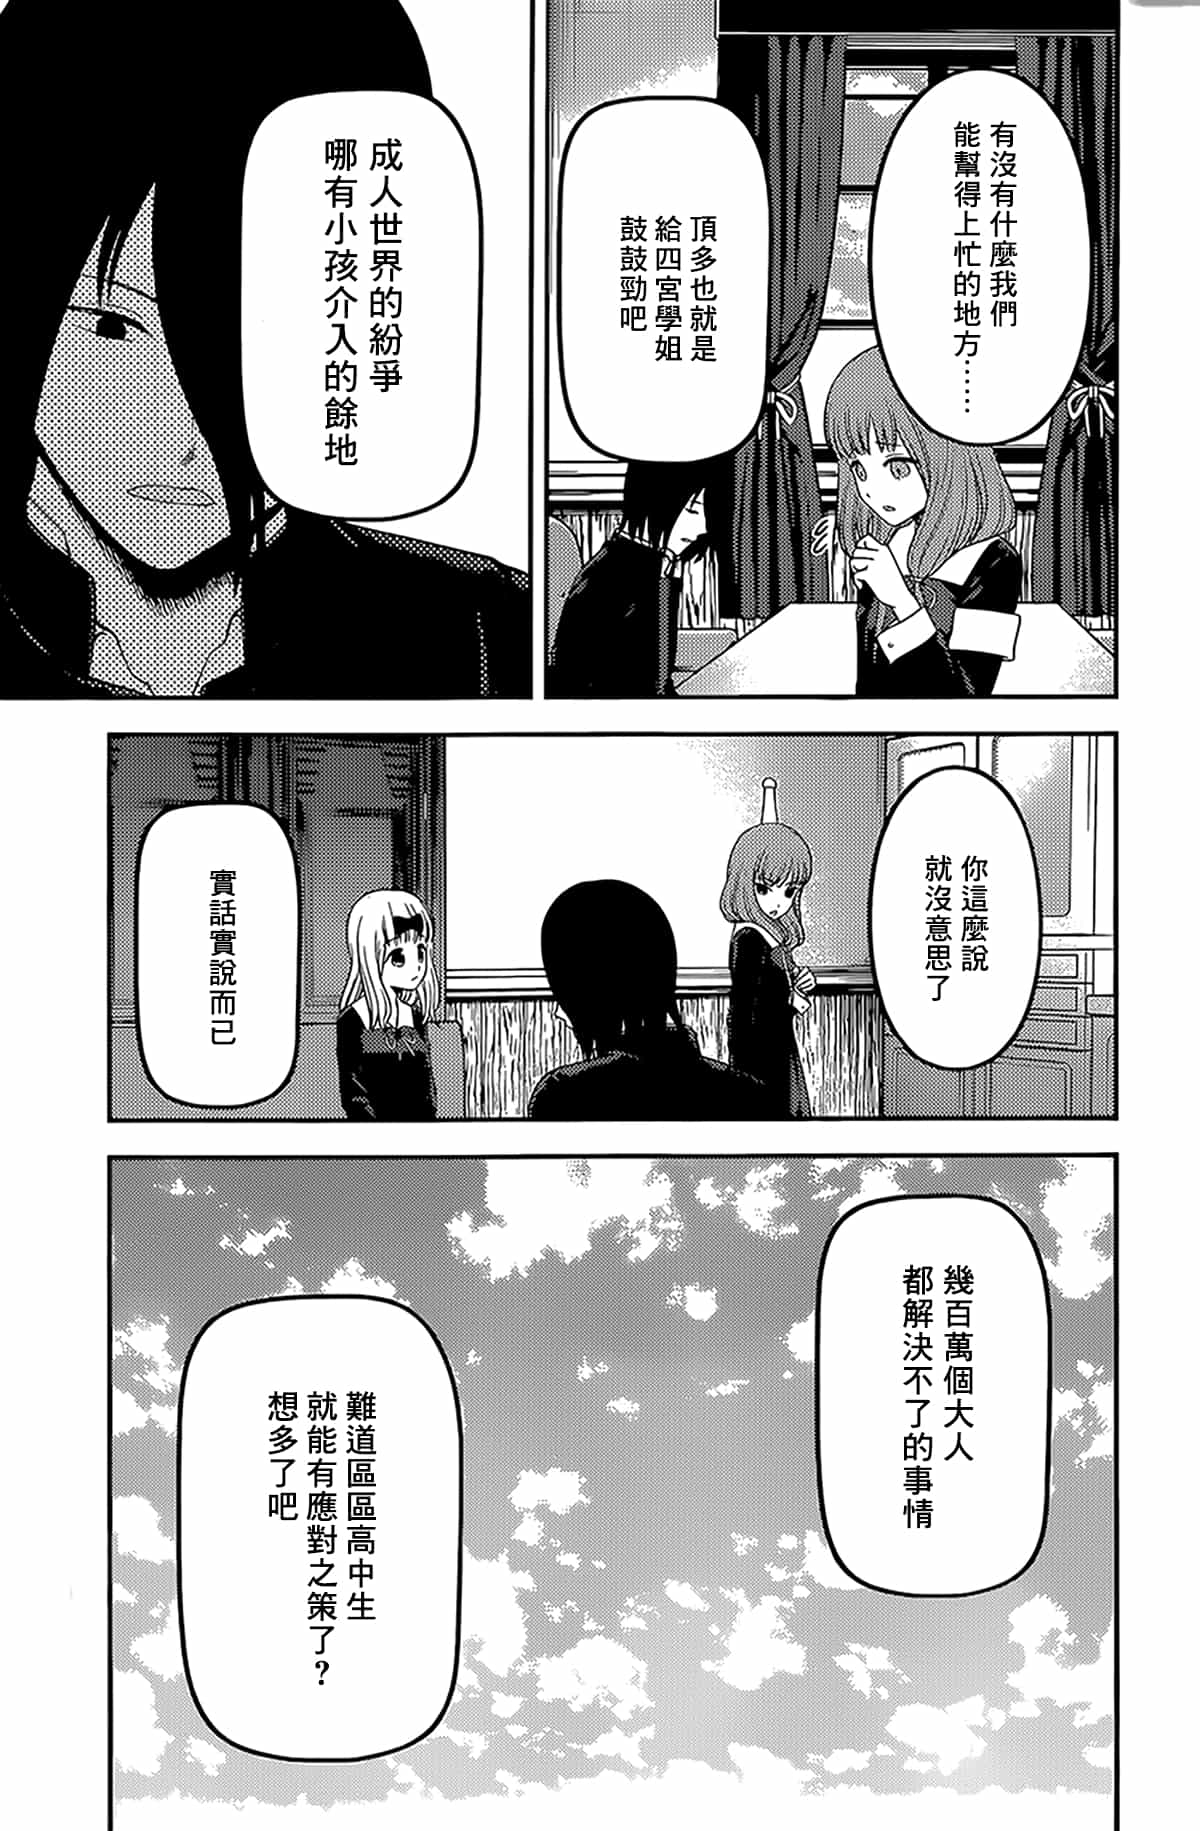 有沒有什麼我們
能幫得上忙的地方……
頂多也就是
給四宮學姐
鼓鼓勁吧
成人世界的紛爭
哪有小孩介入的餘地
你這麼說
就沒意思了
實話實說而已
幾百萬個大人
都解決不了的事情
難道區區高中生
就能有應對之策了？
想多了吧